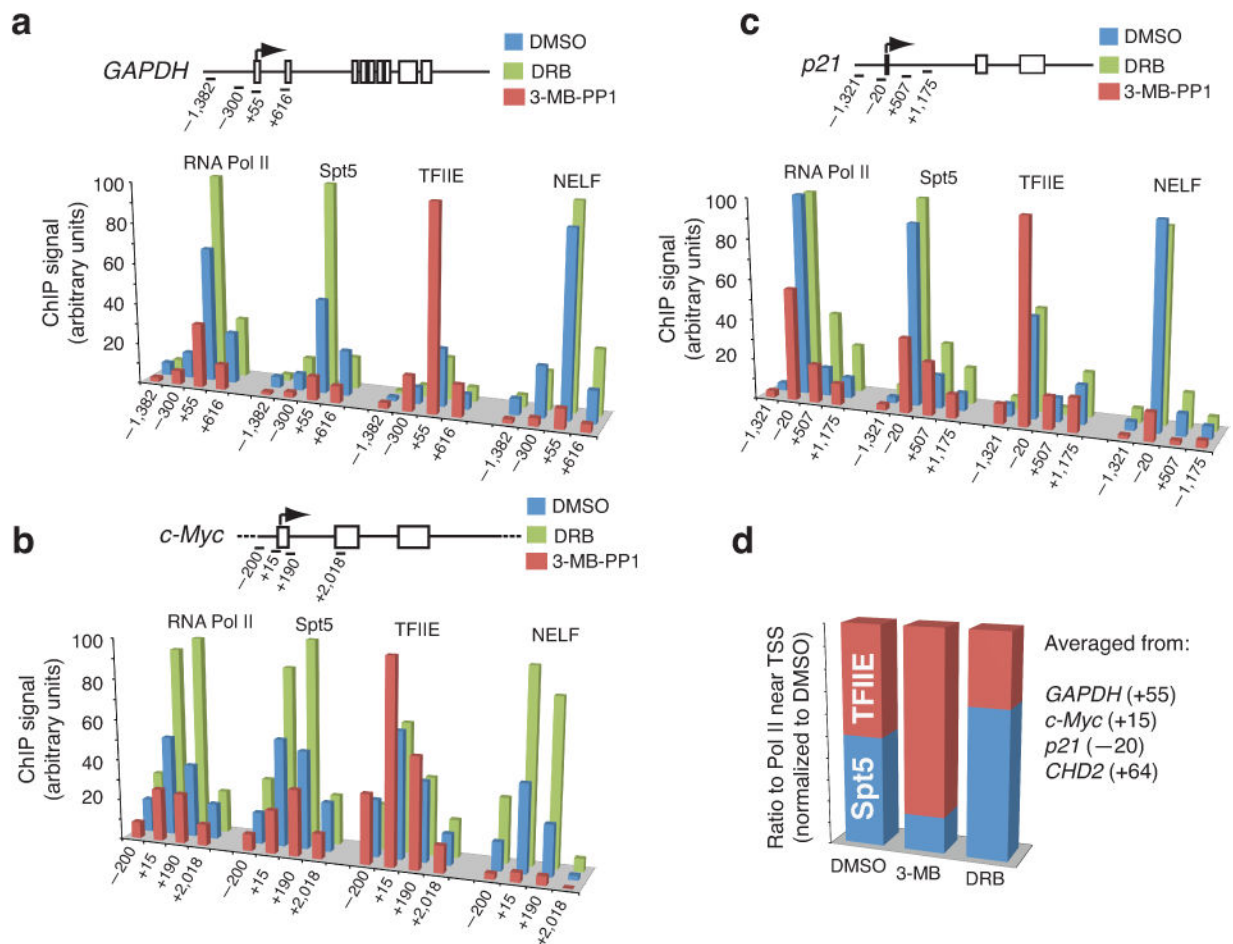 a
GAPDH
−1,382
−300
+55
+616
DMSO
DRB
3-MB-PP1
RNA Pol II
Spt5
TFIIE
NELF
ChIP signal
(arbitrary units)
100
80
60
40
20
−1,382
−300
+55
+616
−1,382
−300
+55
+616
−1,382
−300
+55
+616
−1,382
−300
+55
+616
b
c-Myc
−200
+15
+190
+2,018
DMSO
DRB
3-MB-PP1
RNA Pol II
Spt5
TFIIE
NELF
ChIP signal
(arbitrary units)
100
80
60
40
20
−200
+15
+190
+2,018
−200
+15
+190
+2,018
−200
+15
+190
+2,018
−200
+15
+190
+2,018
c
p21
−1,321
−20
+507
+1,175
DMSO
DRB
3-MB-PP1
RNA Pol II
Spt5
TFIIE
NELF
ChIP signal
(arbitrary units)
100
80
60
40
20
−1,321
−20
+507
+1,175
−1,321
−20
+507
+1,175
−1,321
−20
+507
+1,175
−1,321
−20
+507
−1,175
d
Ratio to Pol II near TSS
(normalized to DMSO)
TFIIE
Spt5
DMSO
3-MB
DRB
Averaged from:
GAPDH (+55)
c-Myc (+15)
p21 (−20)
CHD2 (+64)